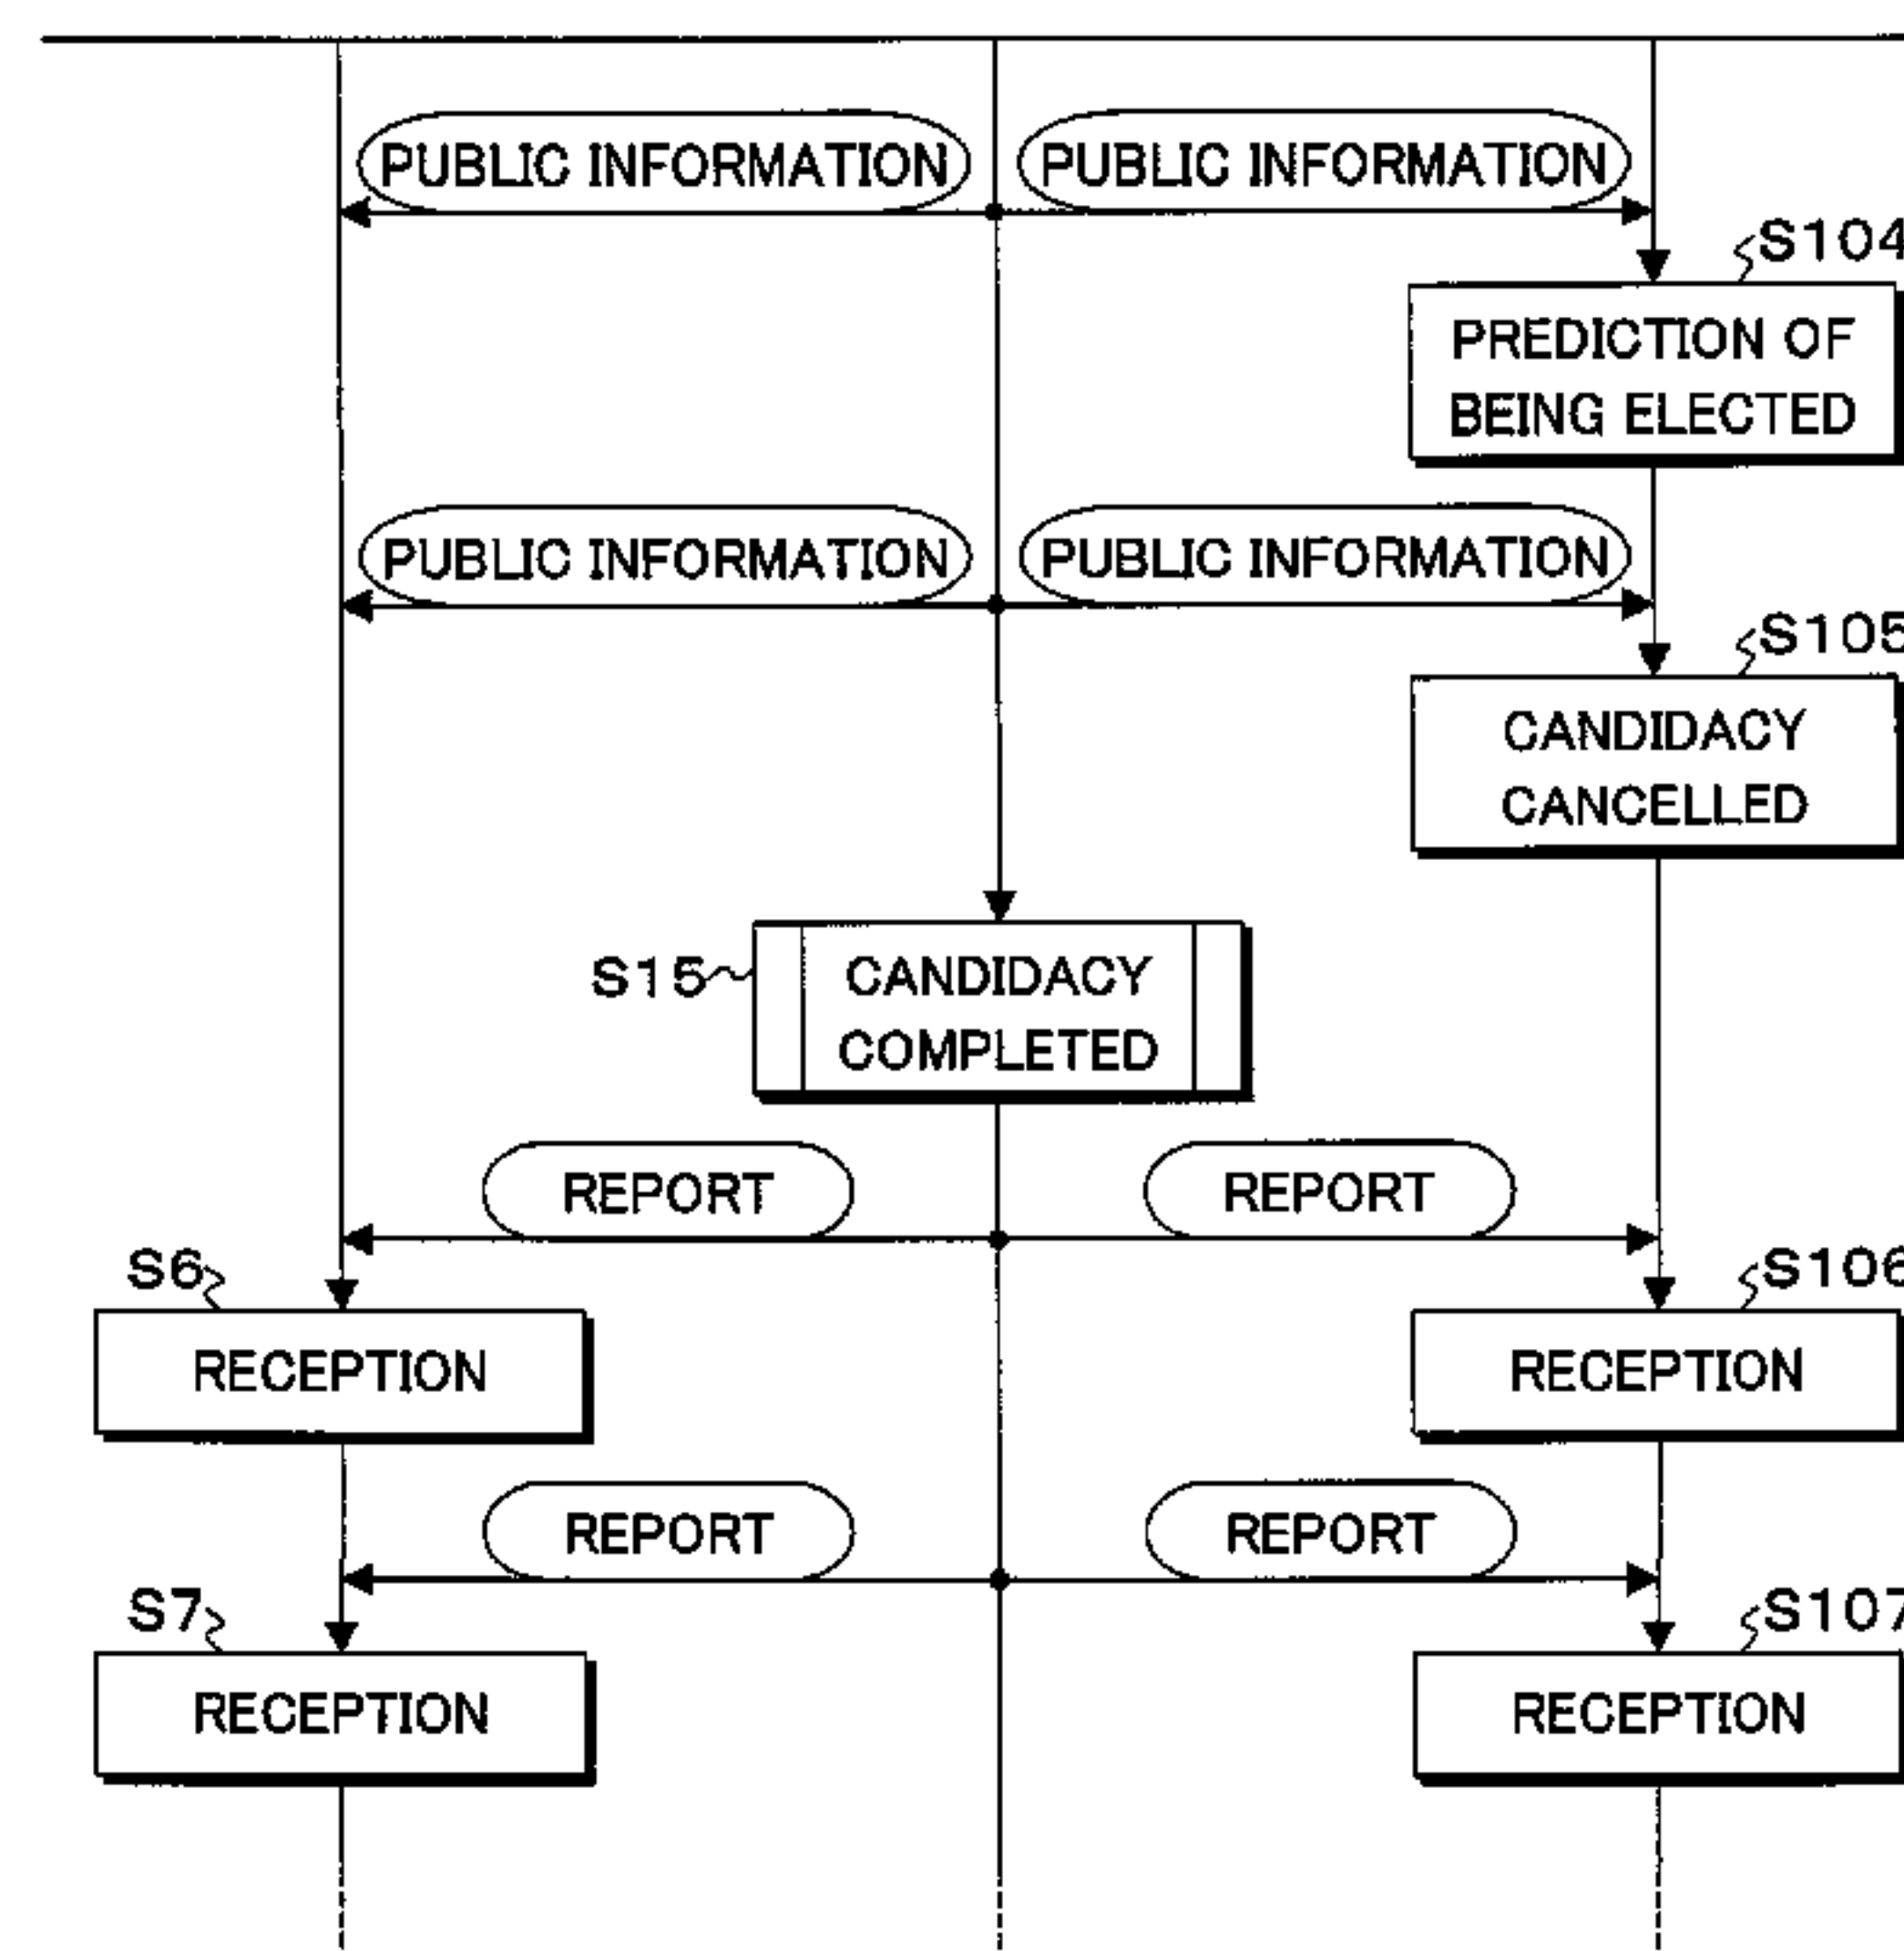 PUBLIC INFORMATION
PUBLIC INFORMATION
S104
PREDICTION OF
BEING ELECTED
PUBLIC INFORMATION
PUBLIC INFORMATION
S105
CANDIDACY
CANCELLED
S15
CANDIDACY
COMPLETED
REPORT
REPORT
S6
S106
RECEPTION
RECEPTION
REPORT
REPORT
S7
S107
RECEPTION
RECEPTION